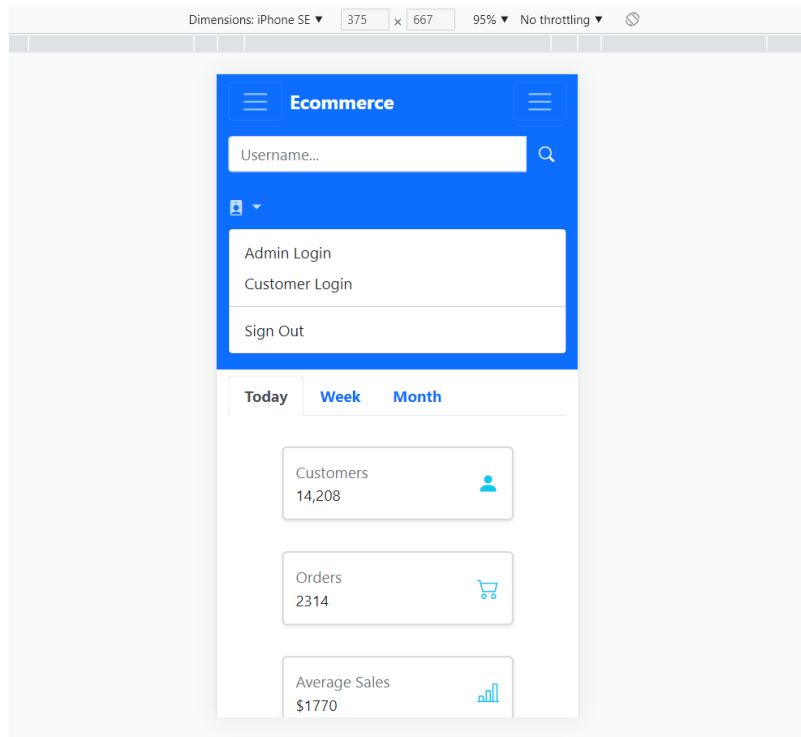 Dimensions: iPhone SE ▼ 375 × 667 95% ▼ No throttling ▼
Ecommerce
Username...
Admin Login
Customer Login
Sign Out
Today Week Month
Customers
14,208
Orders
2314
Average Sales
$1770